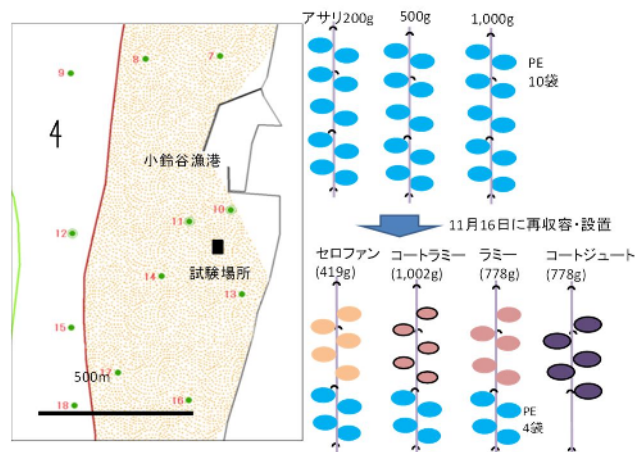 7
8
9
4
小鈴谷漁港
10
11
12
試験場所
14
13
15
17
500m
18
16
アサリ200g
500g
1,000g
PE
10袋
11月16日に再収容・設置
セロファン
(419g)
コートラミー
(1,002g)
ラミー
(778g)
コートジュート
(778g)
PE
4袋